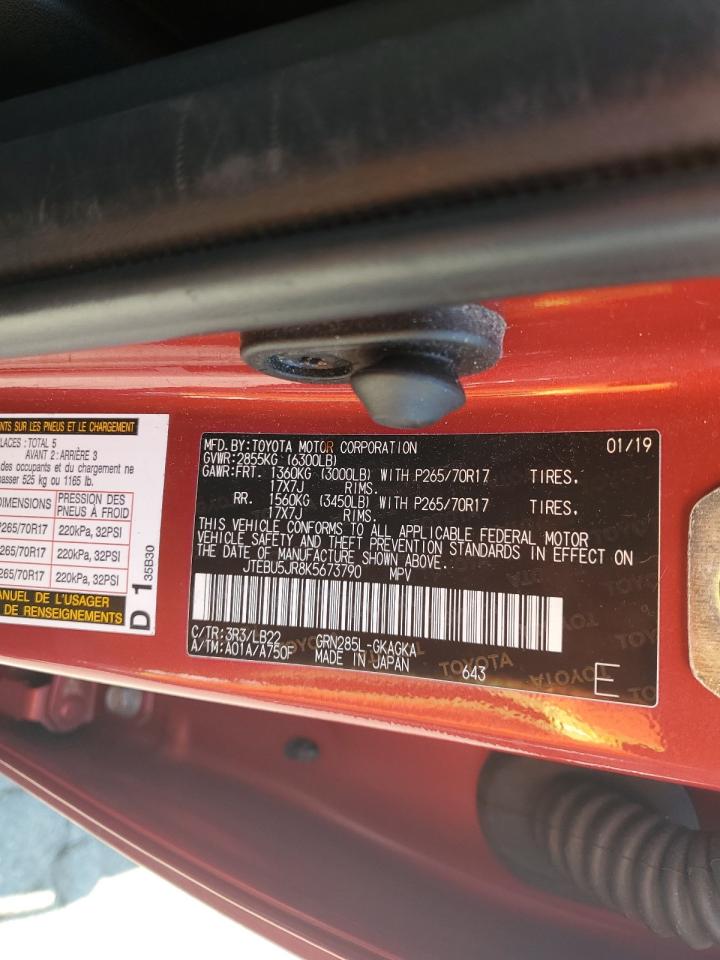 NTS SUR LES PNEUS ET LE CHARGEMENT
LACES : TOTAL 5
AVANT 2 : ARRIÈRE 3
des occupants et du chargement ne
passer 525 kg ou 1165 lb.
DIMENSIONS PRESSION DES PNEUS À FROID
P265/70R17 220kPa, 32PSI
265/70R17 220kPa, 32PSI
265/70R17 220kPa, 32PSI
ANUEL DE L'USAGER
DE RENSEIGNEMENTS
D 1
35B30
MFD.BY:TOYOTA MOTOR CORPORATION 01/19
GVWR:2855KG (6300LB)
GAWR:FRT. 1360KG (3000LB) WITH P265/70R17 TIRES.
17X7J RIMS.
RR. 1560KG (3450LB) WITH P265/70R17 TIRES.
17X7J RIMS.
THIS VEHICLE CONFORMS TO ALL APPLICABLE FEDERAL MOTOR
VEHICLE SAFETY AND THEFT PREVENTION STANDARDS IN EFFECT ON
THE DATE OF MANUFACTURE SHOWN ABOVE.
JTEBU5JR8K5673790 MPV
C/TR:3R3/LB22 GRN285L-GKAGKA
A/TM:A01A/A750F MADE IN JAPAN 643 E
TOYOTA